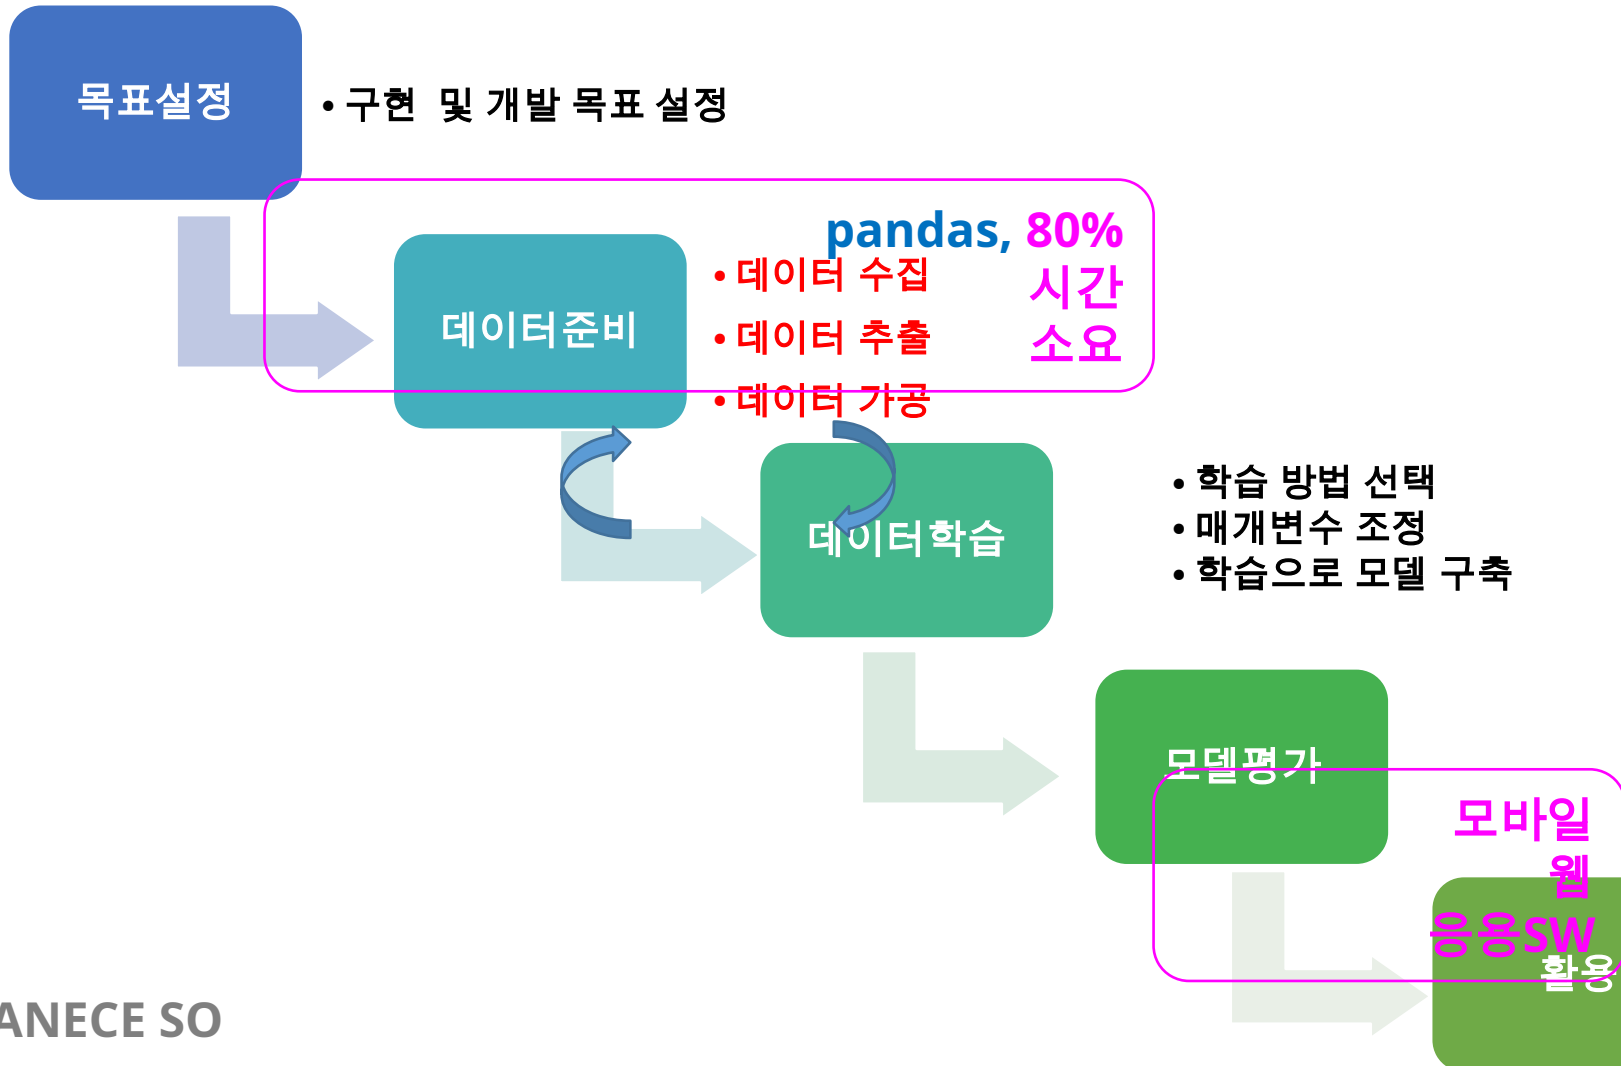 목표설정
• 구현 및 개발 목표 설정
pandas, 80%
시간
소요
데이터준비
• 데이터 수집
• 데이터 추출
• 데이터 가공
데이터학습
• 학습 방법 선택
• 매개변수 조정
• 학습으로 모델 구축
모델평가
모바일
웹
응용SW
활용
ANECE SO